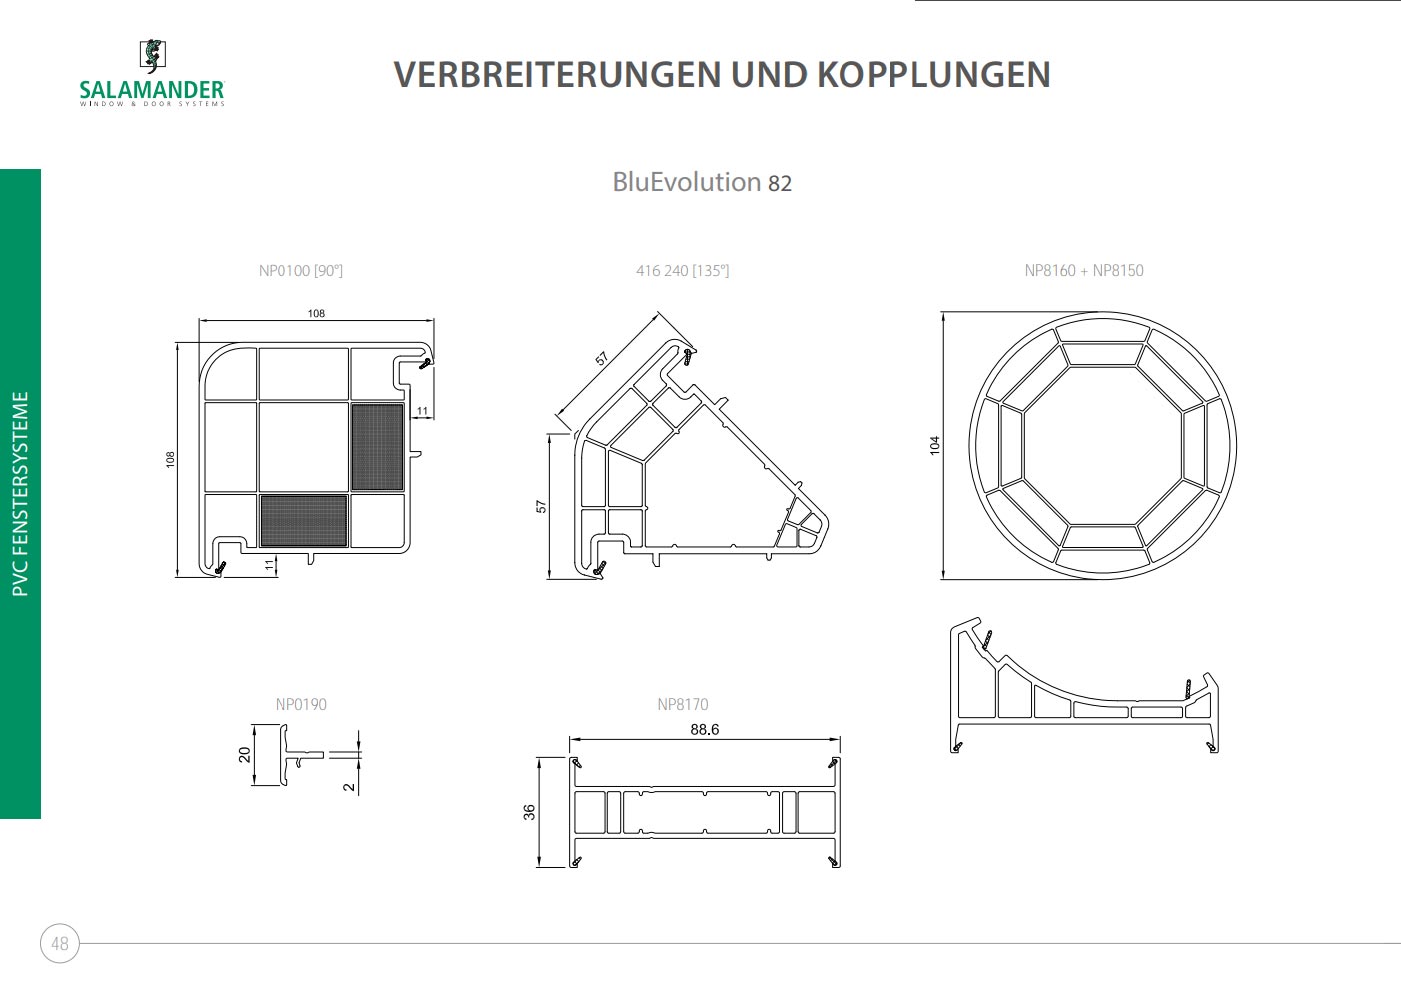 SALAMANDER
WINDOW & DOOR SYSTEMS
VERBREITERUNGEN UND KOPPLUNGEN
BluEvolution 82
PVC FENSTERSYSTEME
NP0100 [90°]
108
108
11
11
416 240 [135°]
57
57
NP8160 + NP8150
104
NP0190
20
2
NP8170
88.6
36
48